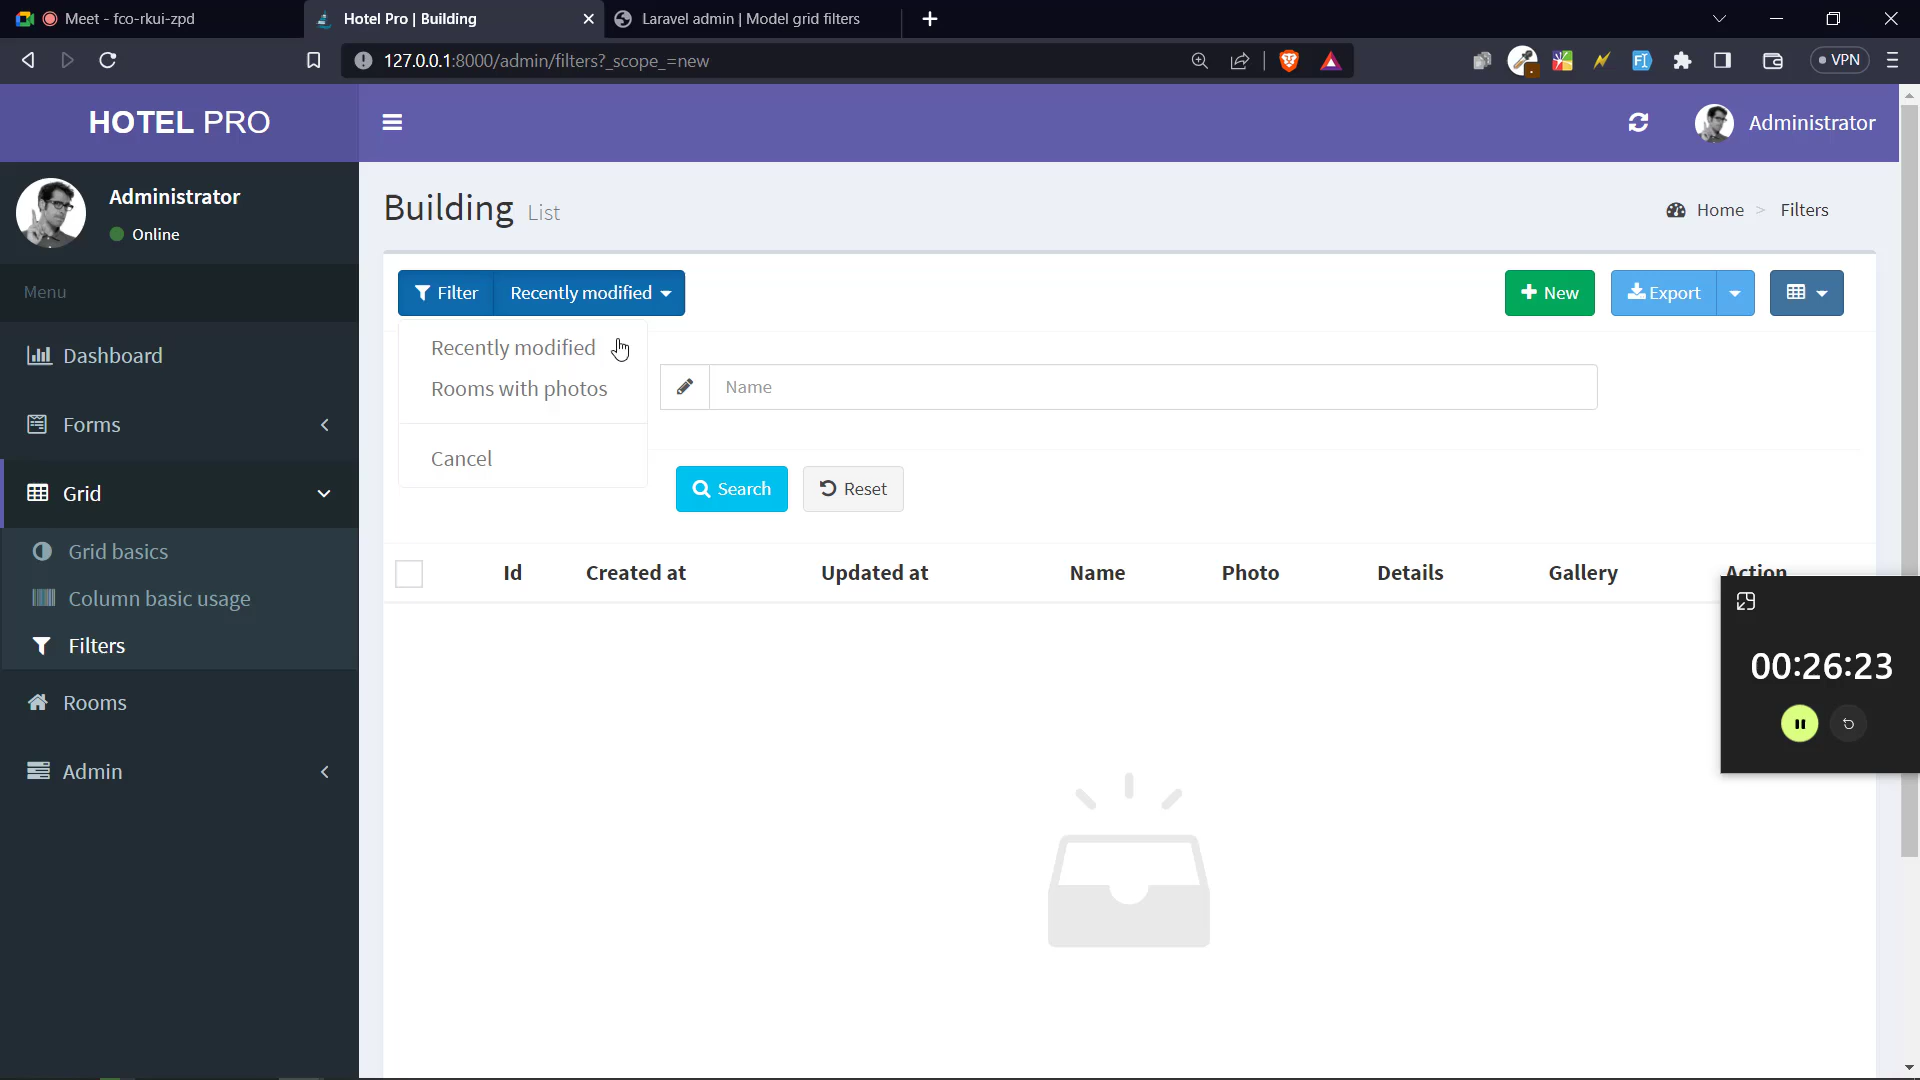 Meet - fco-rkui-zpd
Hotel Pro | Building
Laravel admin | Model grid filters
127.0.0.1:8000/admin/filters?_scope_=new
VPN
HOTEL PRO
Administrator
Administrator
Online
Building List
Home > Filters
Menu
Filter
Recently modified
New
Export
Recently modified
Rooms with photos
Cancel
Name
Search
Reset
Dashboard
Forms
Grid
Grid basics
Column basic usage
Filters
Rooms
Admin
Id
Created at
Updated at
Name
Photo
Details
Gallery
Action
00:26:23